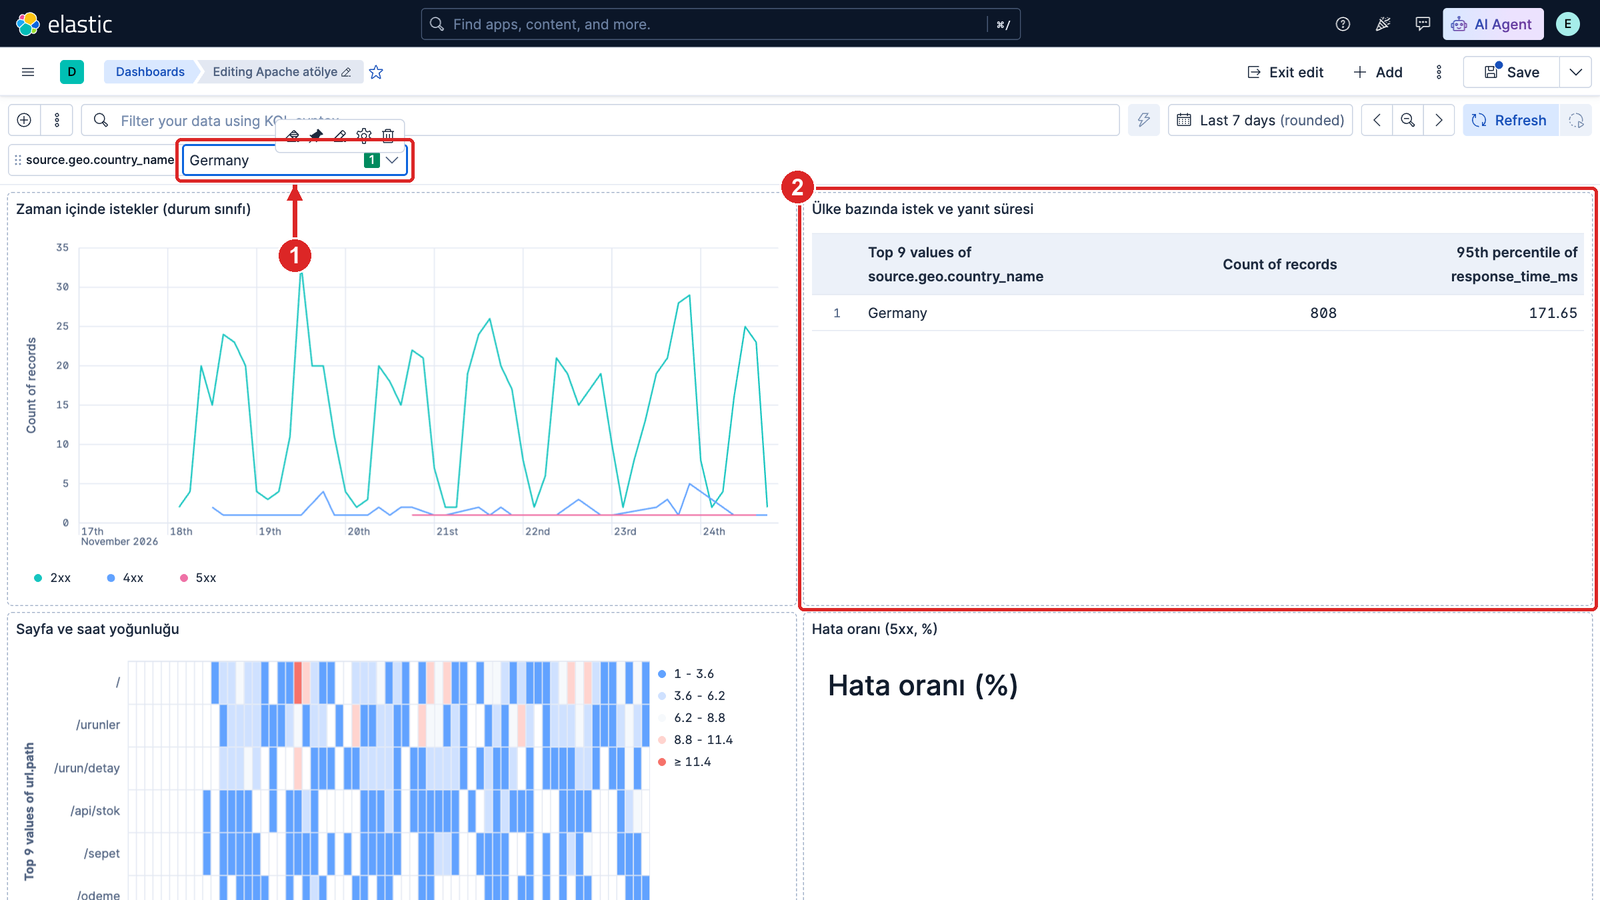 elastic
Find apps, content, and more.
⌘/
AI Agent
E
D
Dashboards
Editing Apache atölye
Exit edit
Add
Save
Filter your data using KQL syntax
Last 7 days (rounded)
Refresh
source.geo.country_name
Germany
1
1
2
Zaman içinde istekler (durum sınıfı)
Count of records
35
30
25
20
15
10
5
0
17th
18th
19th
20th
21st
22nd
23rd
24th
November 2026
2xx
4xx
5xx
Ülke bazında istek ve yanıt süresi
Top 9 values of source.geo.country_name
Count of records
95th percentile of response_time_ms
1
Germany
808
171.65
Sayfa ve saat yoğunluğu
Top 9 values of url.path
/
/urunler
/urun/detay
/api/stok
/sepet
/odeme
1 - 3.6
3.6 - 6.2
6.2 - 8.8
8.8 - 11.4
≥ 11.4
Hata oranı (5xx, %)
Hata oranı (%)